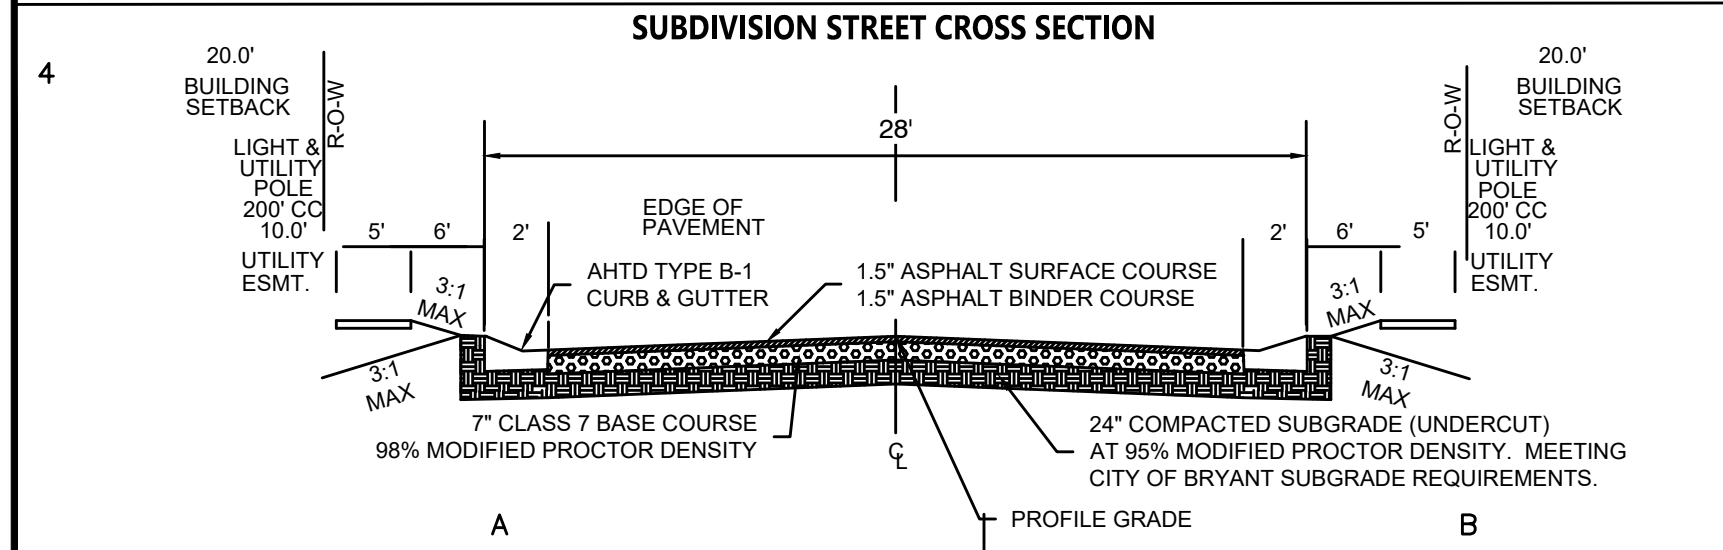 SUBDIVISION STREET CROSS SECTION
4
20.0'
BUILDING
SETBACK
R-O-W
LIGHT &
UTILITY
POLE
200' CC
10.0'
UTILITY
ESMT.
5'
6'
2'
28'
EDGE OF
PAVEMENT
AHTD TYPE B-1
CURB & GUTTER
1.5" ASPHALT SURFACE COURSE
1.5" ASPHALT BINDER COURSE
3:1
MAX
3:1
MAX
20.0'
BUILDING
SETBACK
R-O-W
LIGHT &
UTILITY
POLE
200' CC
10.0'
UTILITY
ESMT.
2'
6'
5'
3:1
MAX
3:1
MAX
7" CLASS 7 BASE COURSE
98% MODIFIED PROCTOR DENSITY
CL
24" COMPACTED SUBGRADE (UNDERCUT)
AT 95% MODIFIED PROCTOR DENSITY. MEETING
CITY OF BRYANT SUBGRADE REQUIREMENTS.
PROFILE GRADE
A
B